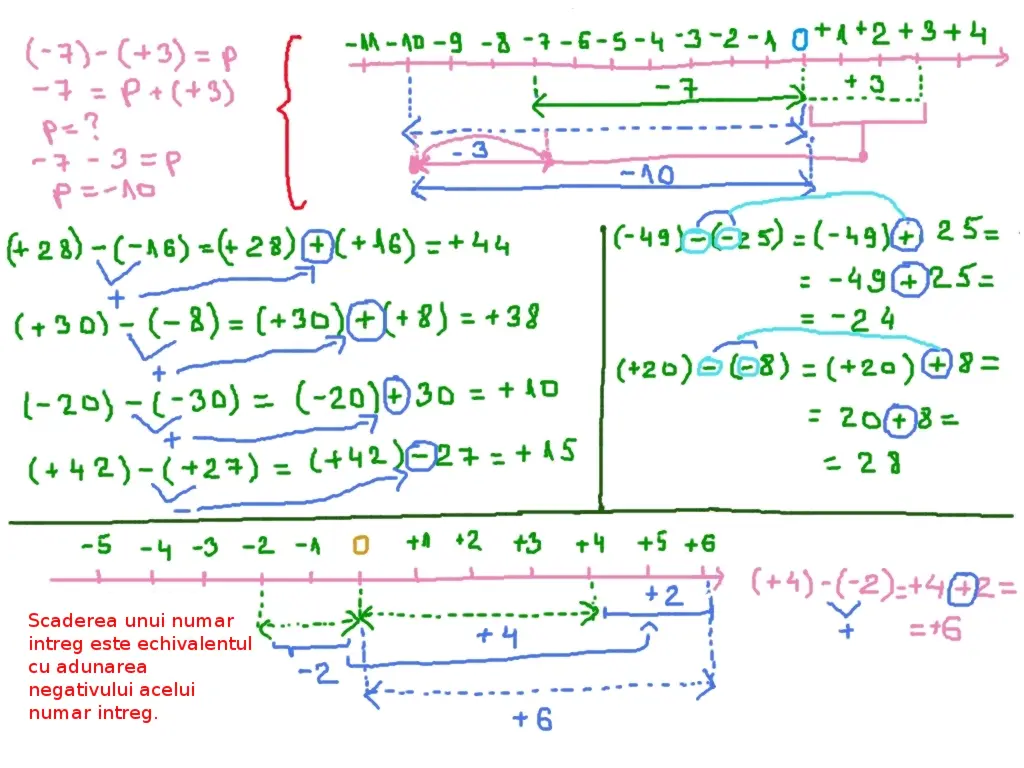 (-7) - (+3) = p
-7 = p + (+3)
p = ?
-7 - 3 = p
p = -10
-11 -10 -9 -8 -7 -6 -5 -4 -3 -2 -1 0 +1 +2 +3 +4
-7
+3
-3
-10
(+28) - (-16) = (+28) + (+16) = +44
+
(+30) - (-8) = (+30) + (+8) = +38
+
(-20) - (-30) = (-20) + 30 = +10
+
(+42) - (+27) = (+42) - 27 = +15
-
(-49) - (-25) = (-49) + 25 =
= -49 + 25 =
= -24
(+20) - (-8) = (+20) + 8 =
= 20 + 8 =
= 28
-5 -4 -3 -2 -1 0 +1 +2 +3 +4 +5 +6
+2
+4
-2
+6
(+4) - (-2) = +4 + 2 =
+
= +6
Scaderea unui numar
intreg este echivalentul
cu adunarea
negativului acelui
numar intreg.